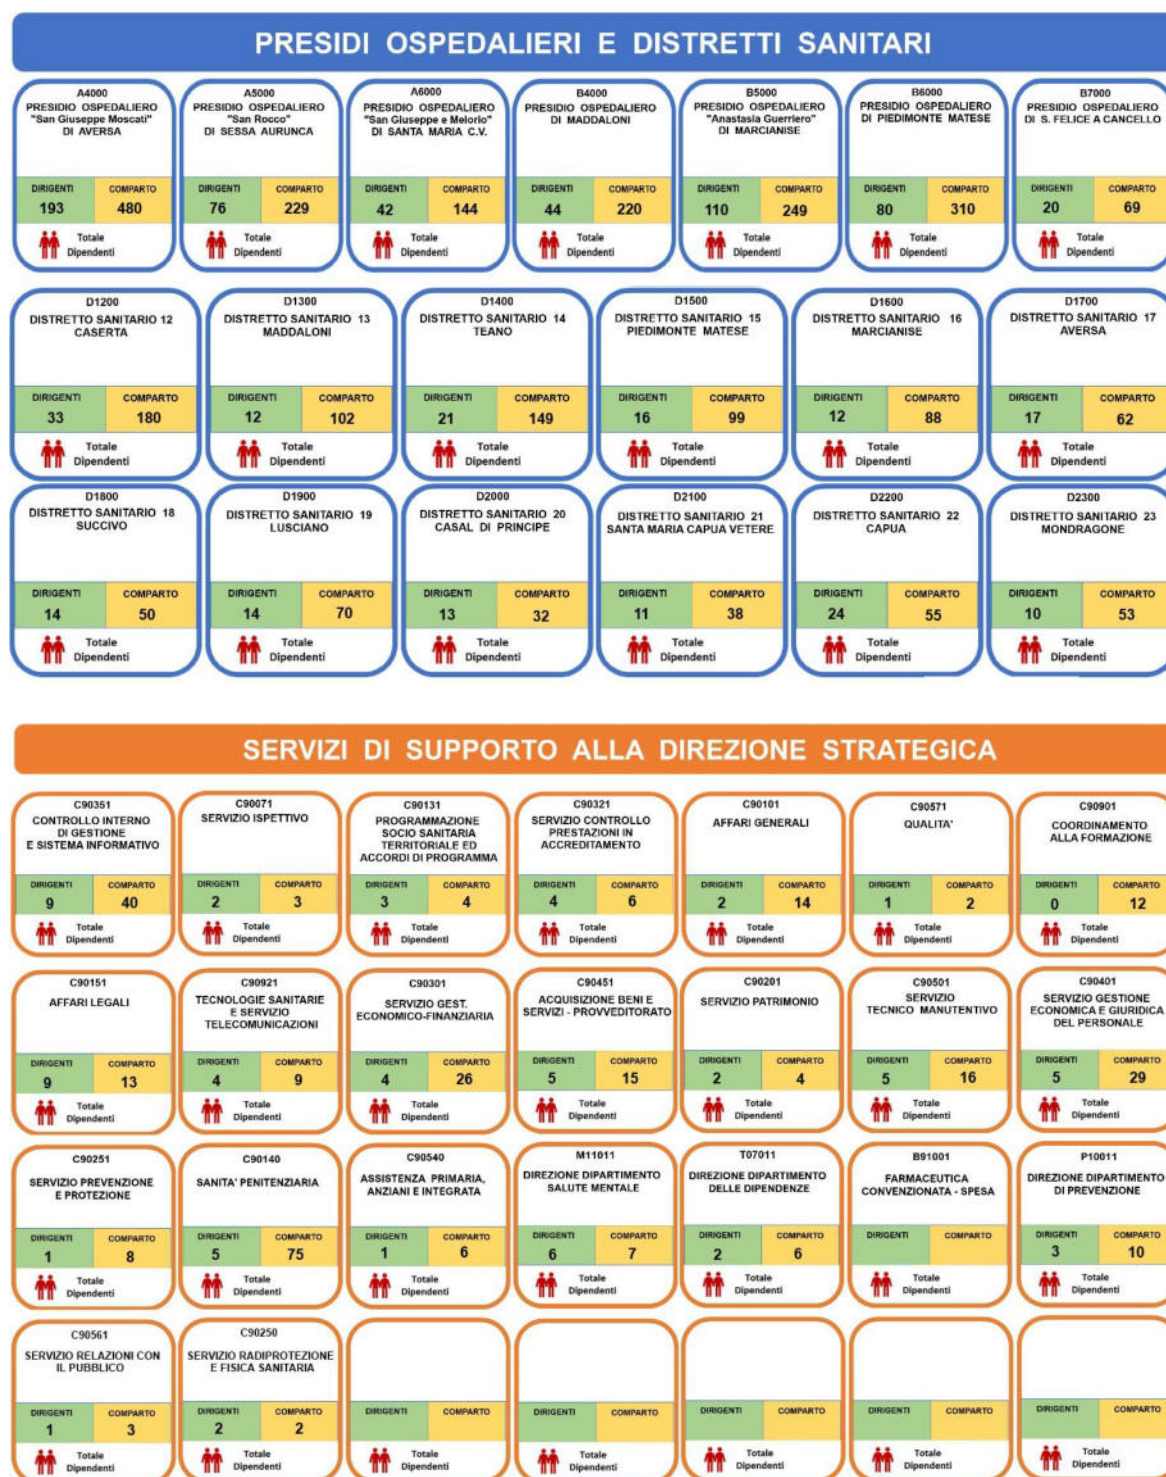 PRESIDI OSPEDALIERI E DISTRETTI SANITARI
A4000
PRESIDIO OSPEDALIERO
"San Giuseppe Moscati"
DI AVERSA
DIRIGENTI COMPARTO
193 480
Totale
Dipendenti
A5000
PRESIDIO OSPEDALIERO
"San Rocco"
DI SESSA AURUNCA
DIRIGENTI COMPARTO
76 229
Totale
Dipendenti
A6000
PRESIDIO OSPEDALIERO
"San Giuseppe e Melorio"
DI SANTA MARIA C.V.
DIRIGENTI COMPARTO
42 144
Totale
Dipendenti
B4000
PRESIDIO OSPEDALIERO
DI MADDALONI
DIRIGENTI COMPARTO
44 220
Totale
Dipendenti
B5000
PRESIDIO OSPEDALIERO
"Anastasia Guerriero"
DI MARCIANISE
DIRIGENTI COMPARTO
110 249
Totale
Dipendenti
B6000
PRESIDIO OSPEDALIERO
DI PIEDIMONTE MATESE
DIRIGENTI COMPARTO
80 310
Totale
Dipendenti
B7000
PRESIDIO OSPEDALIERO
DI S. FELICE A CANCELLO
DIRIGENTI COMPARTO
20 69
Totale
Dipendenti
D1200
DISTRETTO SANITARIO 12
CASERTA
DIRIGENTI COMPARTO
33 180
Totale
Dipendenti
D1300
DISTRETTO SANITARIO 13
MADDALONI
DIRIGENTI COMPARTO
12 102
Totale
Dipendenti
D1400
DISTRETTO SANITARIO 14
TEANO
DIRIGENTI COMPARTO
21 149
Totale
Dipendenti
D1500
DISTRETTO SANITARIO 15
PIEDIMONTE MATESE
DIRIGENTI COMPARTO
16 99
Totale
Dipendenti
D1600
DISTRETTO SANITARIO 16
MARCIANISE
DIRIGENTI COMPARTO
12 88
Totale
Dipendenti
D1700
DISTRETTO SANITARIO 17
AVERSA
DIRIGENTI COMPARTO
17 62
Totale
Dipendenti
D1800
DISTRETTO SANITARIO 18
SUCCIVO
DIRIGENTI COMPARTO
14 50
Totale
Dipendenti
D1900
DISTRETTO SANITARIO 19
LUSCIANO
DIRIGENTI COMPARTO
14 70
Totale
Dipendenti
D2000
DISTRETTO SANITARIO 20
CASAL DI PRINCIPE
DIRIGENTI COMPARTO
13 32
Totale
Dipendenti
D2100
DISTRETTO SANITARIO 21
SANTA MARIA CAPUA VETERE
DIRIGENTI COMPARTO
11 38
Totale
Dipendenti
D2200
DISTRETTO SANITARIO 22
CAPUA
DIRIGENTI COMPARTO
24 55
Totale
Dipendenti
D2300
DISTRETTO SANITARIO 23
MONDRAGONE
DIRIGENTI COMPARTO
10 53
Totale
Dipendenti
SERVIZI DI SUPPORTO ALLA DIREZIONE STRATEGICA
C90351
CONTROLLO INTERNO
DI GESTIONE
E SISTEMA INFORMATIVO
DIRIGENTI COMPARTO
9 40
Totale
Dipendenti
C90071
SERVIZIO ISPETTIVO
DIRIGENTI COMPARTO
2 3
Totale
Dipendenti
C90131
PROGRAMMAZIONE
SOCIO SANITARIA
TERRITORIALE ED
ACCORDI DI PROGRAMMA
DIRIGENTI COMPARTO
3 4
Totale
Dipendenti
C90321
SERVIZIO CONTROLLO
PRESTAZIONI IN
ACCREDITAMENTO
DIRIGENTI COMPARTO
4 6
Totale
Dipendenti
C90101
AFFARI GENERALI
DIRIGENTI COMPARTO
2 14
Totale
Dipendenti
C90571
QUALITA'
DIRIGENTI COMPARTO
1 2
Totale
Dipendenti
C90901
COORDINAMENTO
ALLA FORMAZIONE
DIRIGENTI COMPARTO
0 12
Totale
Dipendenti
C90151
AFFARI LEGALI
DIRIGENTI COMPARTO
9 13
Totale
Dipendenti
C90921
TECNOLOGIE SANITARIE
E SERVIZIO
TELECOMUNICAZIONI
DIRIGENTI COMPARTO
4 9
Totale
Dipendenti
C90301
SERVIZIO GEST.
ECONOMICO-FINANZIARIA
DIRIGENTI COMPARTO
4 26
Totale
Dipendenti
C90451
ACQUISIZIONE BENI E
SERVIZI - PROVVEDITORATO
DIRIGENTI COMPARTO
5 15
Totale
Dipendenti
C90201
SERVIZIO PATRIMONIO
DIRIGENTI COMPARTO
2 4
Totale
Dipendenti
C90501
SERVIZIO
TECNICO MANUTENTIVO
DIRIGENTI COMPARTO
5 16
Totale
Dipendenti
C90401
SERVIZIO GESTIONE
ECONOMICA E GIURIDICA
DEL PERSONALE
DIRIGENTI COMPARTO
5 29
Totale
Dipendenti
C90251
SERVIZIO PREVENZIONE
E PROTEZIONE
DIRIGENTI COMPARTO
1 8
Totale
Dipendenti
C90140
SANITA' PENITENZIARIA
DIRIGENTI COMPARTO
5 75
Totale
Dipendenti
C90540
ASSISTENZA PRIMARIA,
ANZIANI E INTEGRATA
DIRIGENTI COMPARTO
1 6
Totale
Dipendenti
M11011
DIREZIONE DIPARTIMENTO
SALUTE MENTALE
DIRIGENTI COMPARTO
6 7
Totale
Dipendenti
T07011
DIREZIONE DIPARTIMENTO
DELLE DIPENDENZE
DIRIGENTI COMPARTO
2 6
Totale
Dipendenti
B91001
FARMACEUTICA
CONVENZIONATA - SPESA
DIRIGENTI COMPARTO
Totale
Dipendenti
P10011
DIREZIONE DIPARTIMENTO
DI PREVENZIONE
DIRIGENTI COMPARTO
3 10
Totale
Dipendenti
C90561
SERVIZIO RELAZIONI CON
IL PUBBLICO
DIRIGENTI COMPARTO
1 3
Totale
Dipendenti
C90250
SERVIZIO RADIPROTEZIONE
E FISICA SANITARIA
DIRIGENTI COMPARTO
2 2
Totale
Dipendenti
DIRIGENTI COMPARTO
Totale
Dipendenti
DIRIGENTI COMPARTO
Totale
Dipendenti
DIRIGENTI COMPARTO
Totale
Dipendenti
DIRIGENTI COMPARTO
Totale
Dipendenti
DIRIGENTI COMPARTO
Totale
Dipendenti